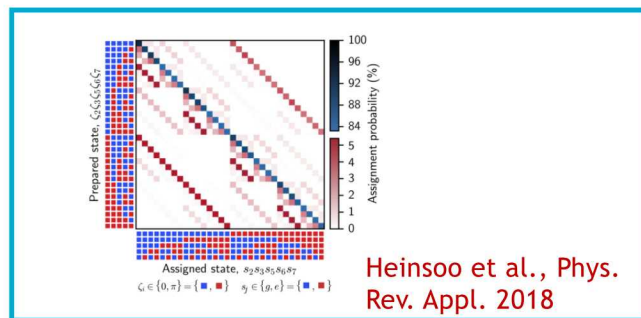 100
96
92
88
84
5
4
3
2
1
0
Assignment probability (%)
Prepared state, ζ₂ζ₃ζ₅ζ₆ζ₇
Assigned state, s₂s₃s₅s₆s₇
ζᵢ ∈ {0, π} = {■, ■} sⱼ ∈ {g, e} = {■, ■}
Heinsoo et al., Phys.
Rev. Appl. 2018